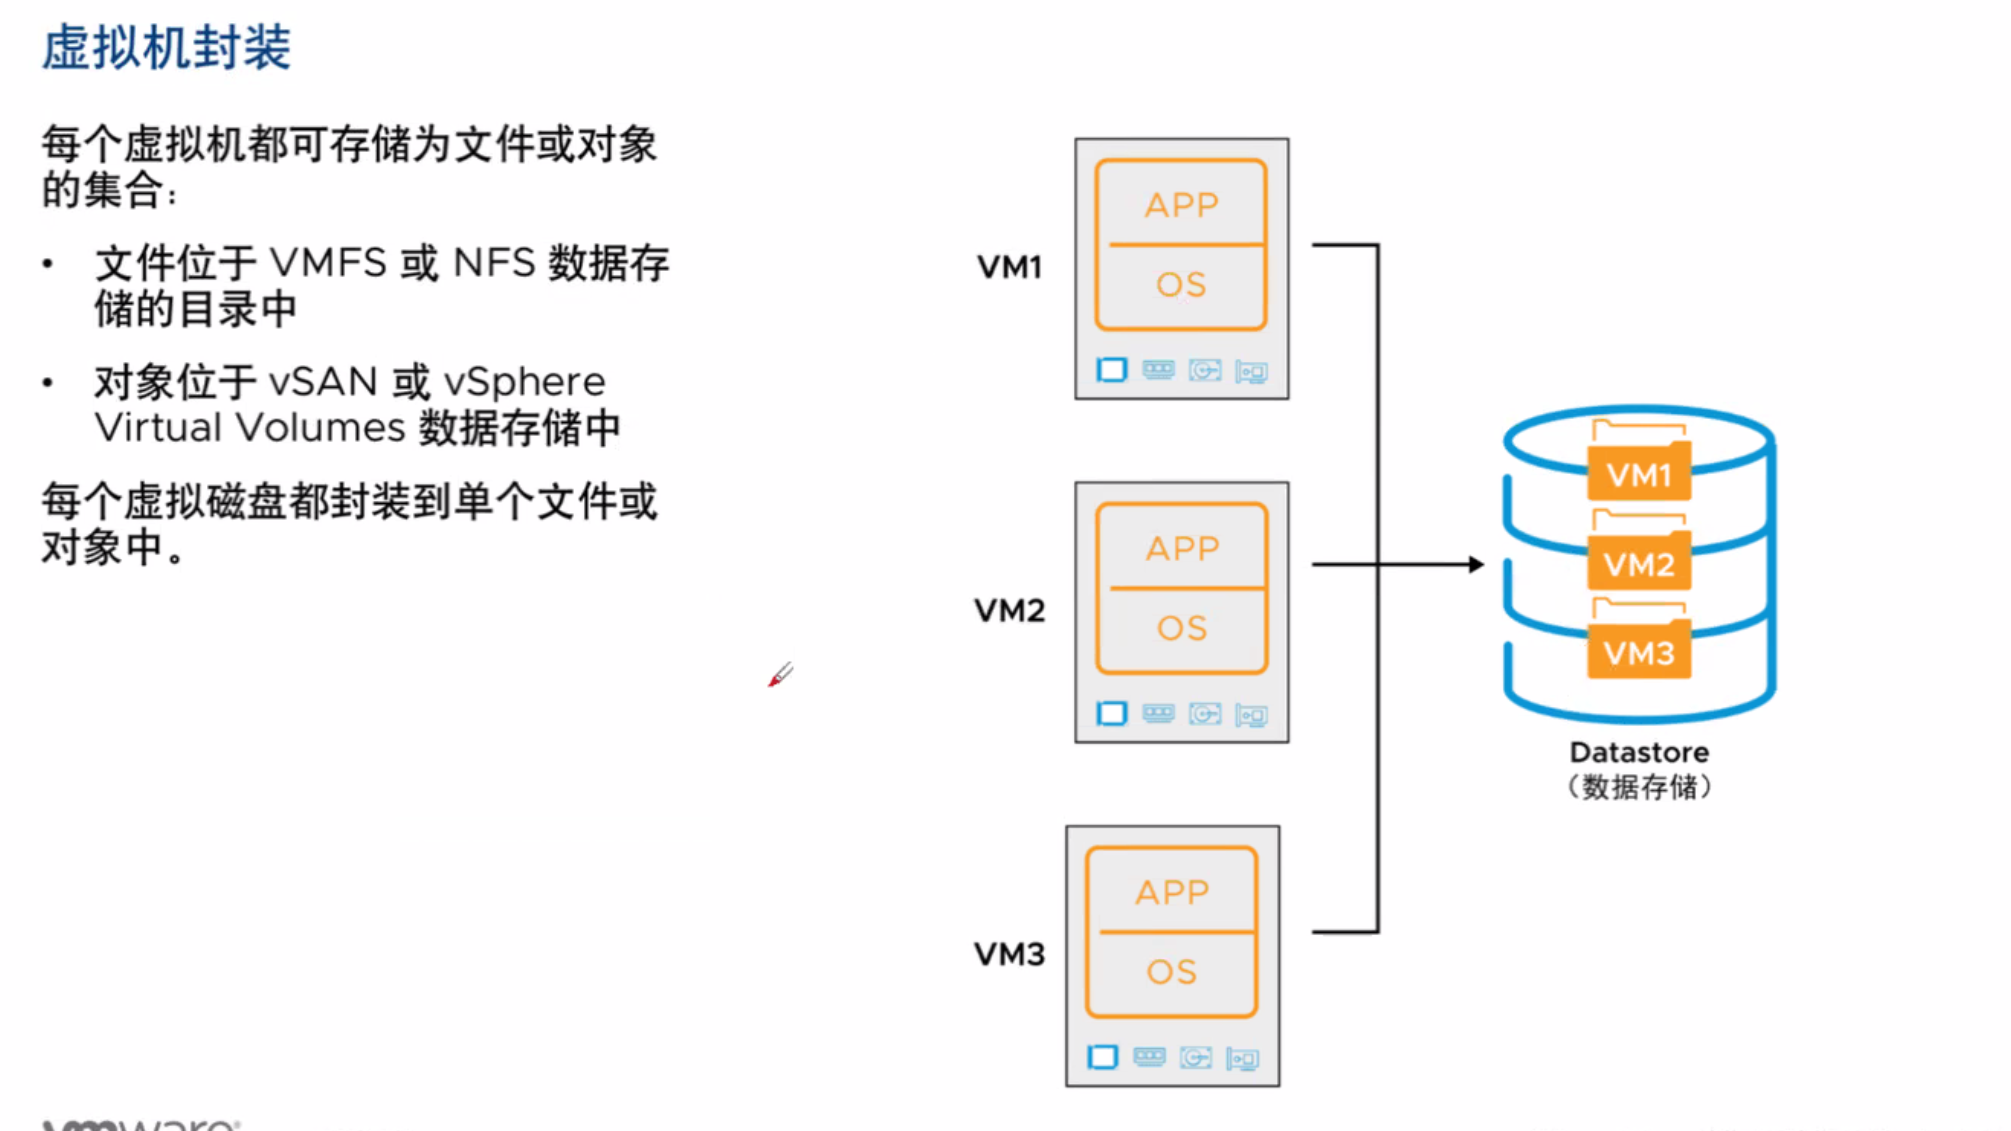 虚拟机封装
每个虚拟机都可存储为文件或对象
的集合：
• 文件位于 VMFS 或 NFS 数据存
储的目录中
• 对象位于 vSAN 或 vSphere
Virtual Volumes 数据存储中
每个虚拟磁盘都封装到单个文件或
对象中。
VM1
APP
OS
VM2
APP
OS
VM3
APP
OS
VM1
VM2
VM3
Datastore
（数据存储）
vmware®